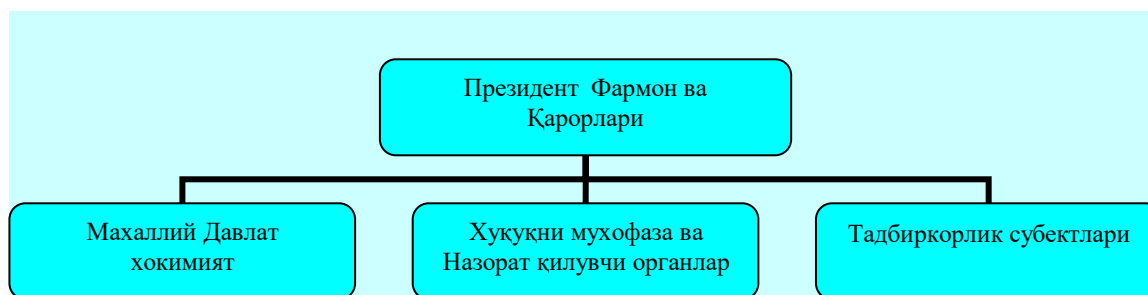 Президент Фармон ва
Қарорлари
Махаллий Давлат
хокимият
Хуқуқни мухофаза ва
Назорат қилувчи органлар
Тадбиркорлик субектлари